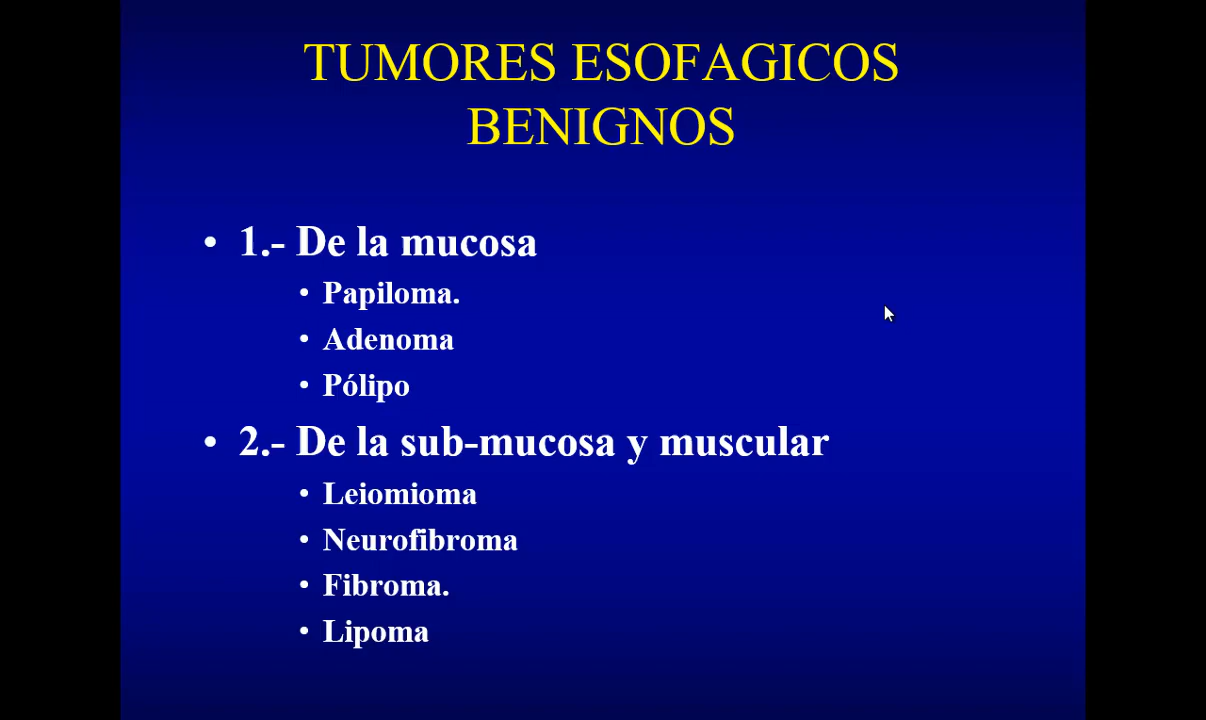 TUMORES ESOFAGICOS
BENIGNOS
• 1.- De la mucosa
• Papiloma.
• Adenoma
• Pólipo
• 2.- De la sub-mucosa y muscular
• Leiomioma
• Neurofibroma
• Fibroma.
• Lipoma